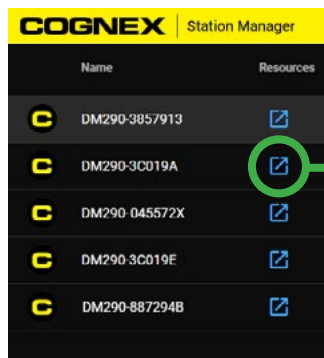 COGNEX Station Manager
Name Resources
DM290-3857913
DM290-3C019A
DM290-045572X
DM290-3C019E
DM290-887294B